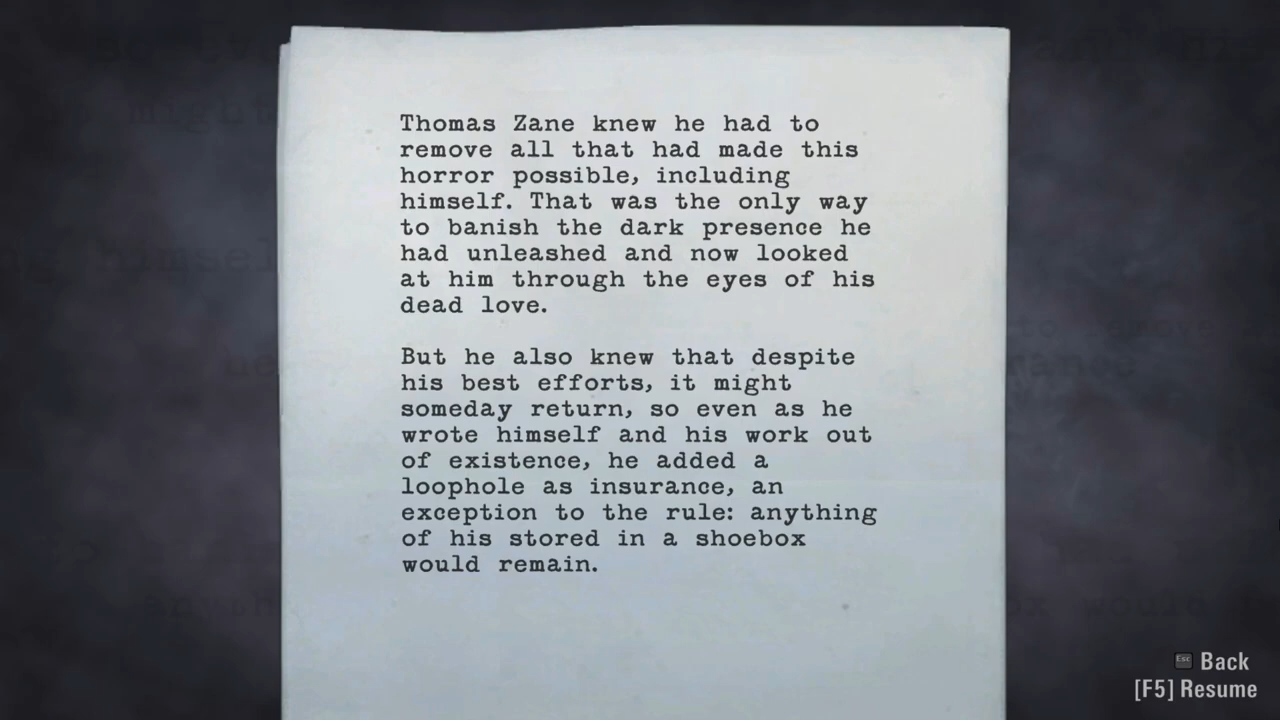 Thomas Zane knew he had to
remove all that had made this
horror possible, including
himself. That was the only way
to banish the dark presence he
had unleashed and now looked
at him through the eyes of his
dead love.
But he also knew that despite
his best efforts, it might
someday return, so even as he
wrote himself and his work out
of existence, he added a
loophole as insurance, an
exception to the rule: anything
of his stored in a shoebox
would remain.
Esc Back
[F5] Resume